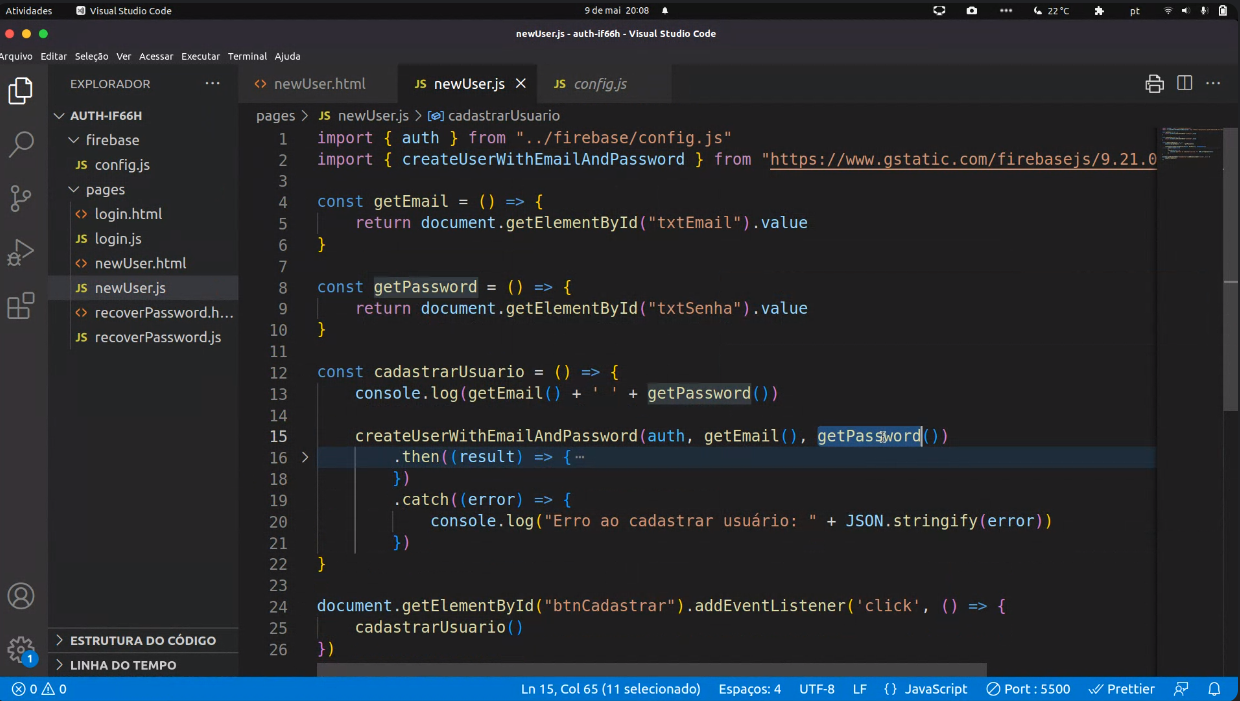 Atividades Visual Studio Code 9 de mai 20:08 22 °C pt
newUser.js - auth-if66h - Visual Studio Code
Arquivo Editar Seleção Ver Acessar Executar Terminal Ajuda
EXPLORADOR ··· <> newUser.html JS newUser.js × JS config.js ···
AUTH-IF66H
firebase
JS config.js
pages
<> login.html
JS login.js
<> newUser.html
JS newUser.js
<> recoverPassword.h...
JS recoverPassword.js
ESTRUTURA DO CÓDIGO
LINHA DO TEMPO
1
pages > JS newUser.js > cadastrarUsuario
1 import { auth } from "../firebase/config.js"
2 import { createUserWithEmailAndPassword } from "https://www.gstatic.com/firebasejs/9.21.0
3
4 const getEmail = () => {
5 return document.getElementById("txtEmail").value
6 }
7
8 const getPassword = () => {
9 return document.getElementById("txtSenha").value
10 }
11
12 const cadastrarUsuario = () => {
13 console.log(getEmail() + ' ' + getPassword())
14
15 createUserWithEmailAndPassword(auth, getEmail(), getPassword())
16 .then((result) => { ···
18 })
19 .catch((error) => {
20 console.log("Erro ao cadastrar usuário: " + JSON.stringify(error))
21 })
22 }
23
24 document.getElementById("btnCadastrar").addEventListener('click', () => {
25 cadastrarUsuario()
26 })
0 0 Ln 15, Col 65 (11 selecionado) Espaços: 4 UTF-8 LF {} JavaScript Port : 5500 Prettier